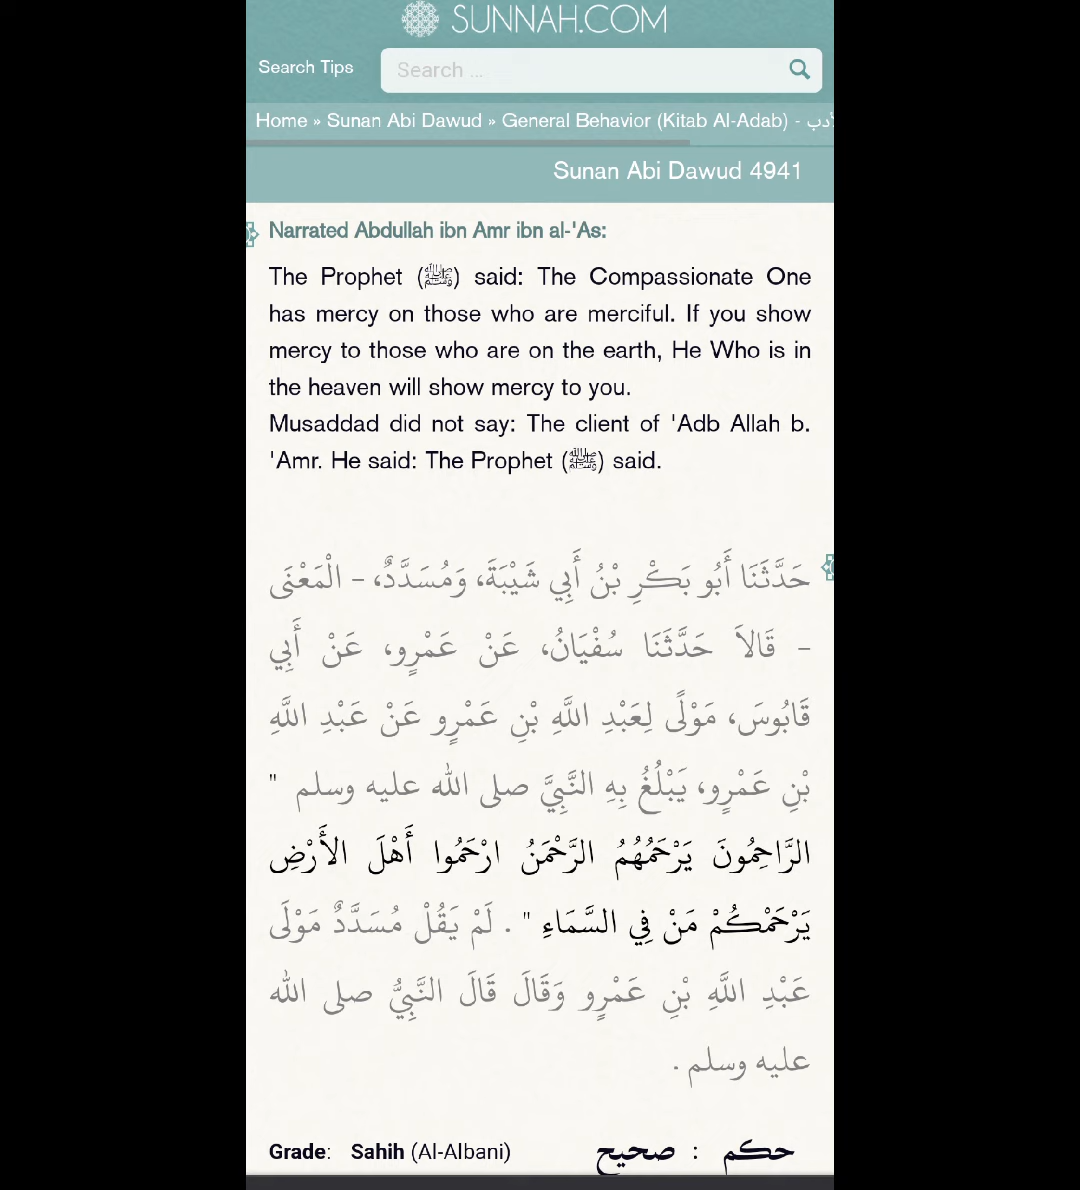 SUNNAH.COM
Search Tips
Search ...
Home » Sunan Abi Dawud » General Behavior (Kitab Al-Adab) -
Sunan Abi Dawud 4941
Narrated Abdullah ibn Amr ibn al-'As:
The Prophet (ﷺ) said: The Compassionate One
has mercy on those who are merciful. If you show
mercy to those who are on the earth, He Who is in
the heaven will show mercy to you.
Musaddad did not say: The client of 'Adb Allah b.
'Amr. He said: The Prophet (ﷺ) said.
حَدَّثَنَا أَبُو بَكْرِ بْنُ أَبِي شَيْبَةَ، وَمُسَدَّدٌ، - الْمَعْنَى
- قَالاَ حَدَّثَنَا سُفْيَانُ، عَنْ عَمْرٍو، عَنْ أَبِي
قَابُوسَ، مَوْلًى لِعَبْدِ اللَّهِ بْنِ عَمْرٍو عَنْ عَبْدِ اللَّهِ
بْنِ عَمْرٍو، يَبْلُغُ بِهِ النَّبِيَّ صلى الله عليه وسلم "
الرَّاحِمُونَ يَرْحَمُهُمُ الرَّحْمَنُ ارْحَمُوا أَهْلَ الأَرْضِ
يَرْحَمْكُمْ مَنْ فِي السَّمَاءِ " . لَمْ يَقُلْ مُسَدَّدٌ مَوْلَى
عَبْدِ اللَّهِ بْنِ عَمْرٍو وَقَالَ قَالَ النَّبِيُّ صلى الله
عليه وسلم .
Grade: Sahih (Al-Albani) حكم : صحيح